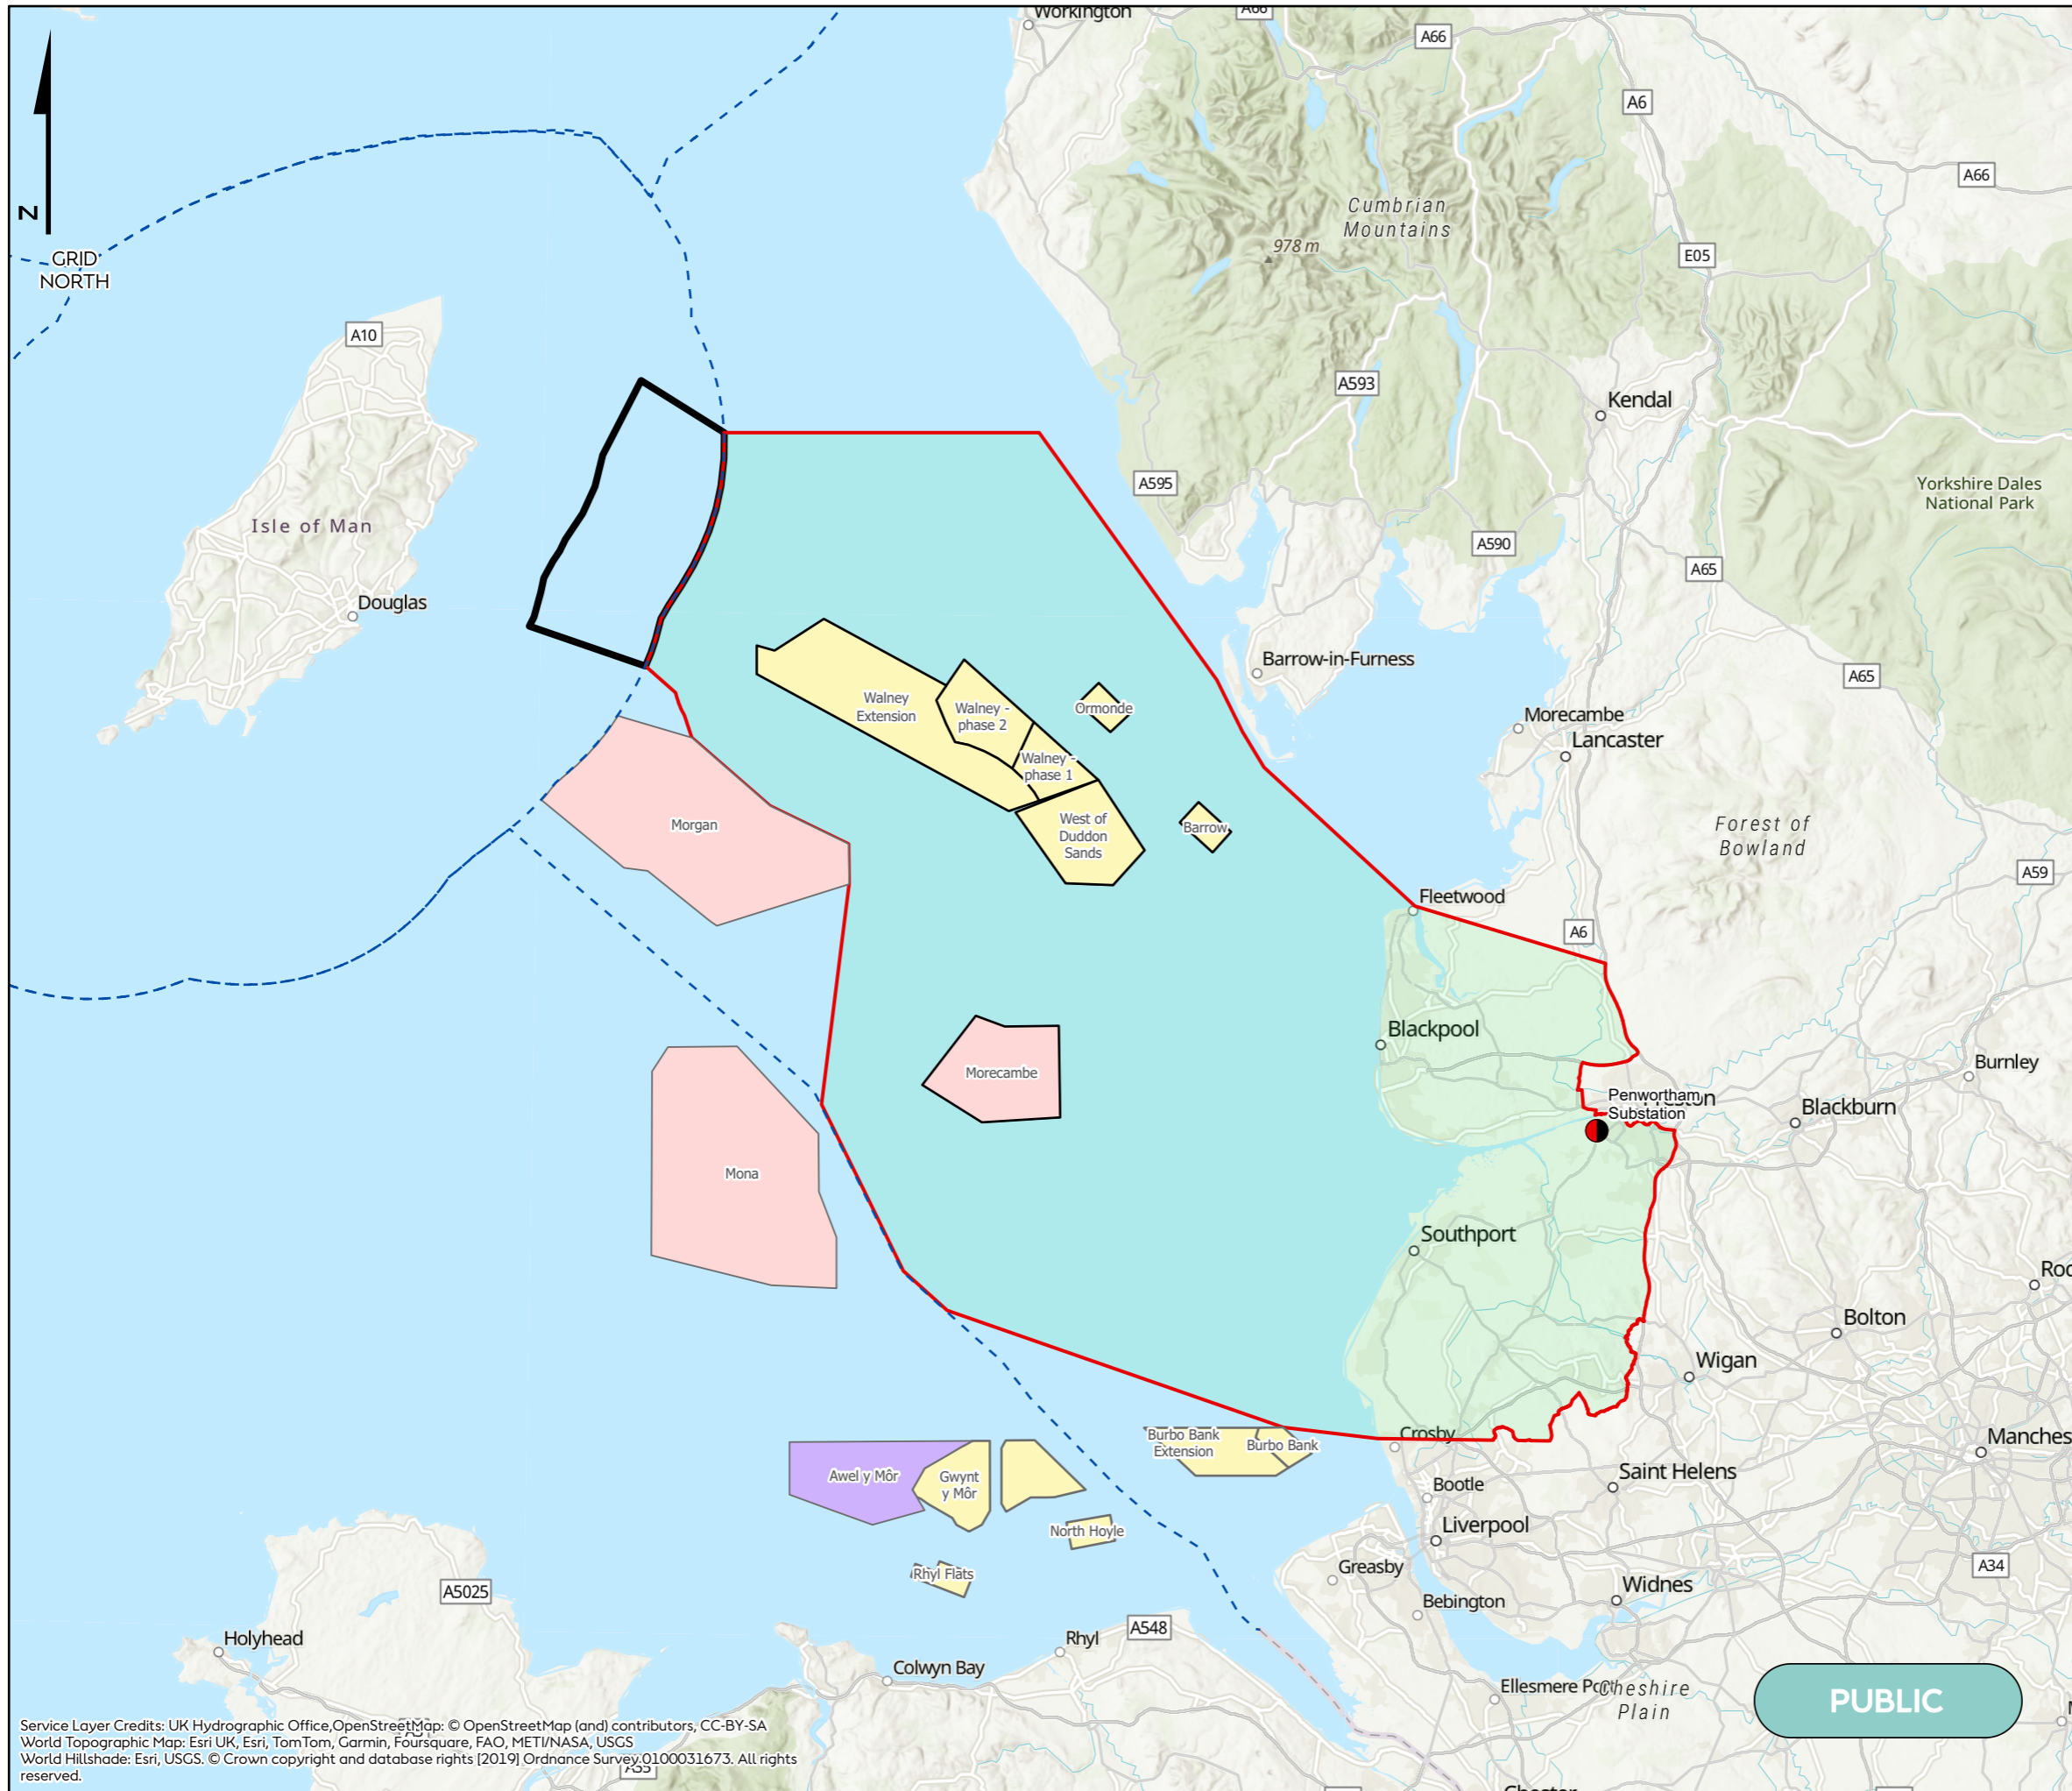 Workington
A66
A66
A6
A66
N
GRID
NORTH
Cumbrian
Mountains
978 m
E05
A10
A593
Kendal
A595
Yorkshire Dales
National Park
Isle of Man
A590
A65
Douglas
Barrow-in-Furness
A65
Walney
Extension
Walney -
phase 2
Ormonde
Morecambe
Lancaster
Walney -
phase 1
Morgan
West of
Duddon
Sands
Barrow
Forest of
Bowland
A59
Fleetwood
A6
Blackpool
Morecambe
Burnley
Penwortham
Substation
Blackburn
Mona
Southport
Bolton
Wigan
Crosby
Burbo Bank
Extension
Burbo Bank
Manches
Awel y Môr
Gwynt
y Môr
Saint Helens
Bootle
North Hoyle
Liverpool
Rhyl Flats
Greasby
A34
A5025
Widnes
Bebington
Holyhead
Rhyl
A548
Colwyn Bay
Ellesmere Port
Cheshire
Plain
PUBLIC
Service Layer Credits: UK Hydrographic Office,OpenStreetMap: © OpenStreetMap (and) contributors, CC-BY-SA
World Topographic Map: Esri UK, Esri, TomTom, Garmin, Foursquare, FAO, METI/NASA, USGS
World Hillshade: Esri, USGS. © Crown copyright and database rights [2019] Ordnance Survey.0100031673. All rights
reserved.
A55